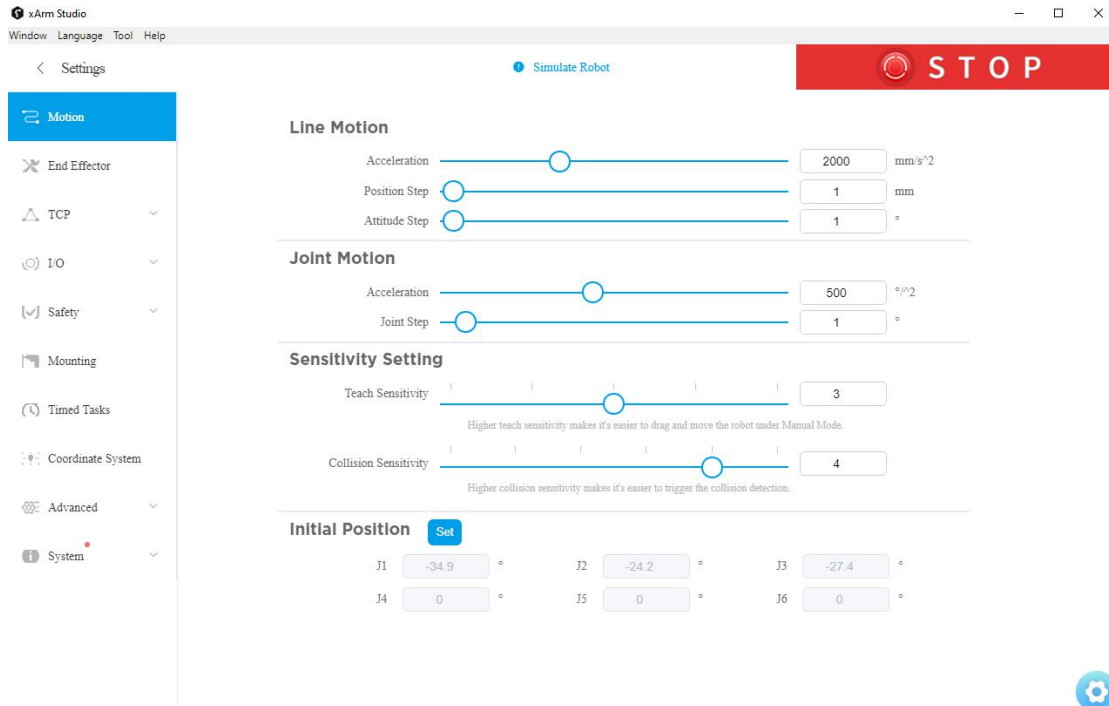 xArm Studio
Window Language Tool Help
Settings
Simulate Robot
STOP
Motion
End Effector
TCP
I/O
Safety
Mounting
Timed Tasks
Coordinate System
Advanced
System
Line Motion
Acceleration 2000 mm/s^2
Position Step 1 mm
Attitude Step 1 °
Joint Motion
Acceleration 500 °/^2
Joint Step 1 °
Sensitivity Setting
Teach Sensitivity 3
Higher teach sensitivity makes it's easier to drag and move the robot under Manual Mode.
Collision Sensitivity 4
Higher collision sensitivity makes it's easier to trigger the collision detection.
Initial Position Set
J1 -34.9 ° J2 -24.2 ° J3 -27.4 °
J4 0 ° J5 0 ° J6 0 °